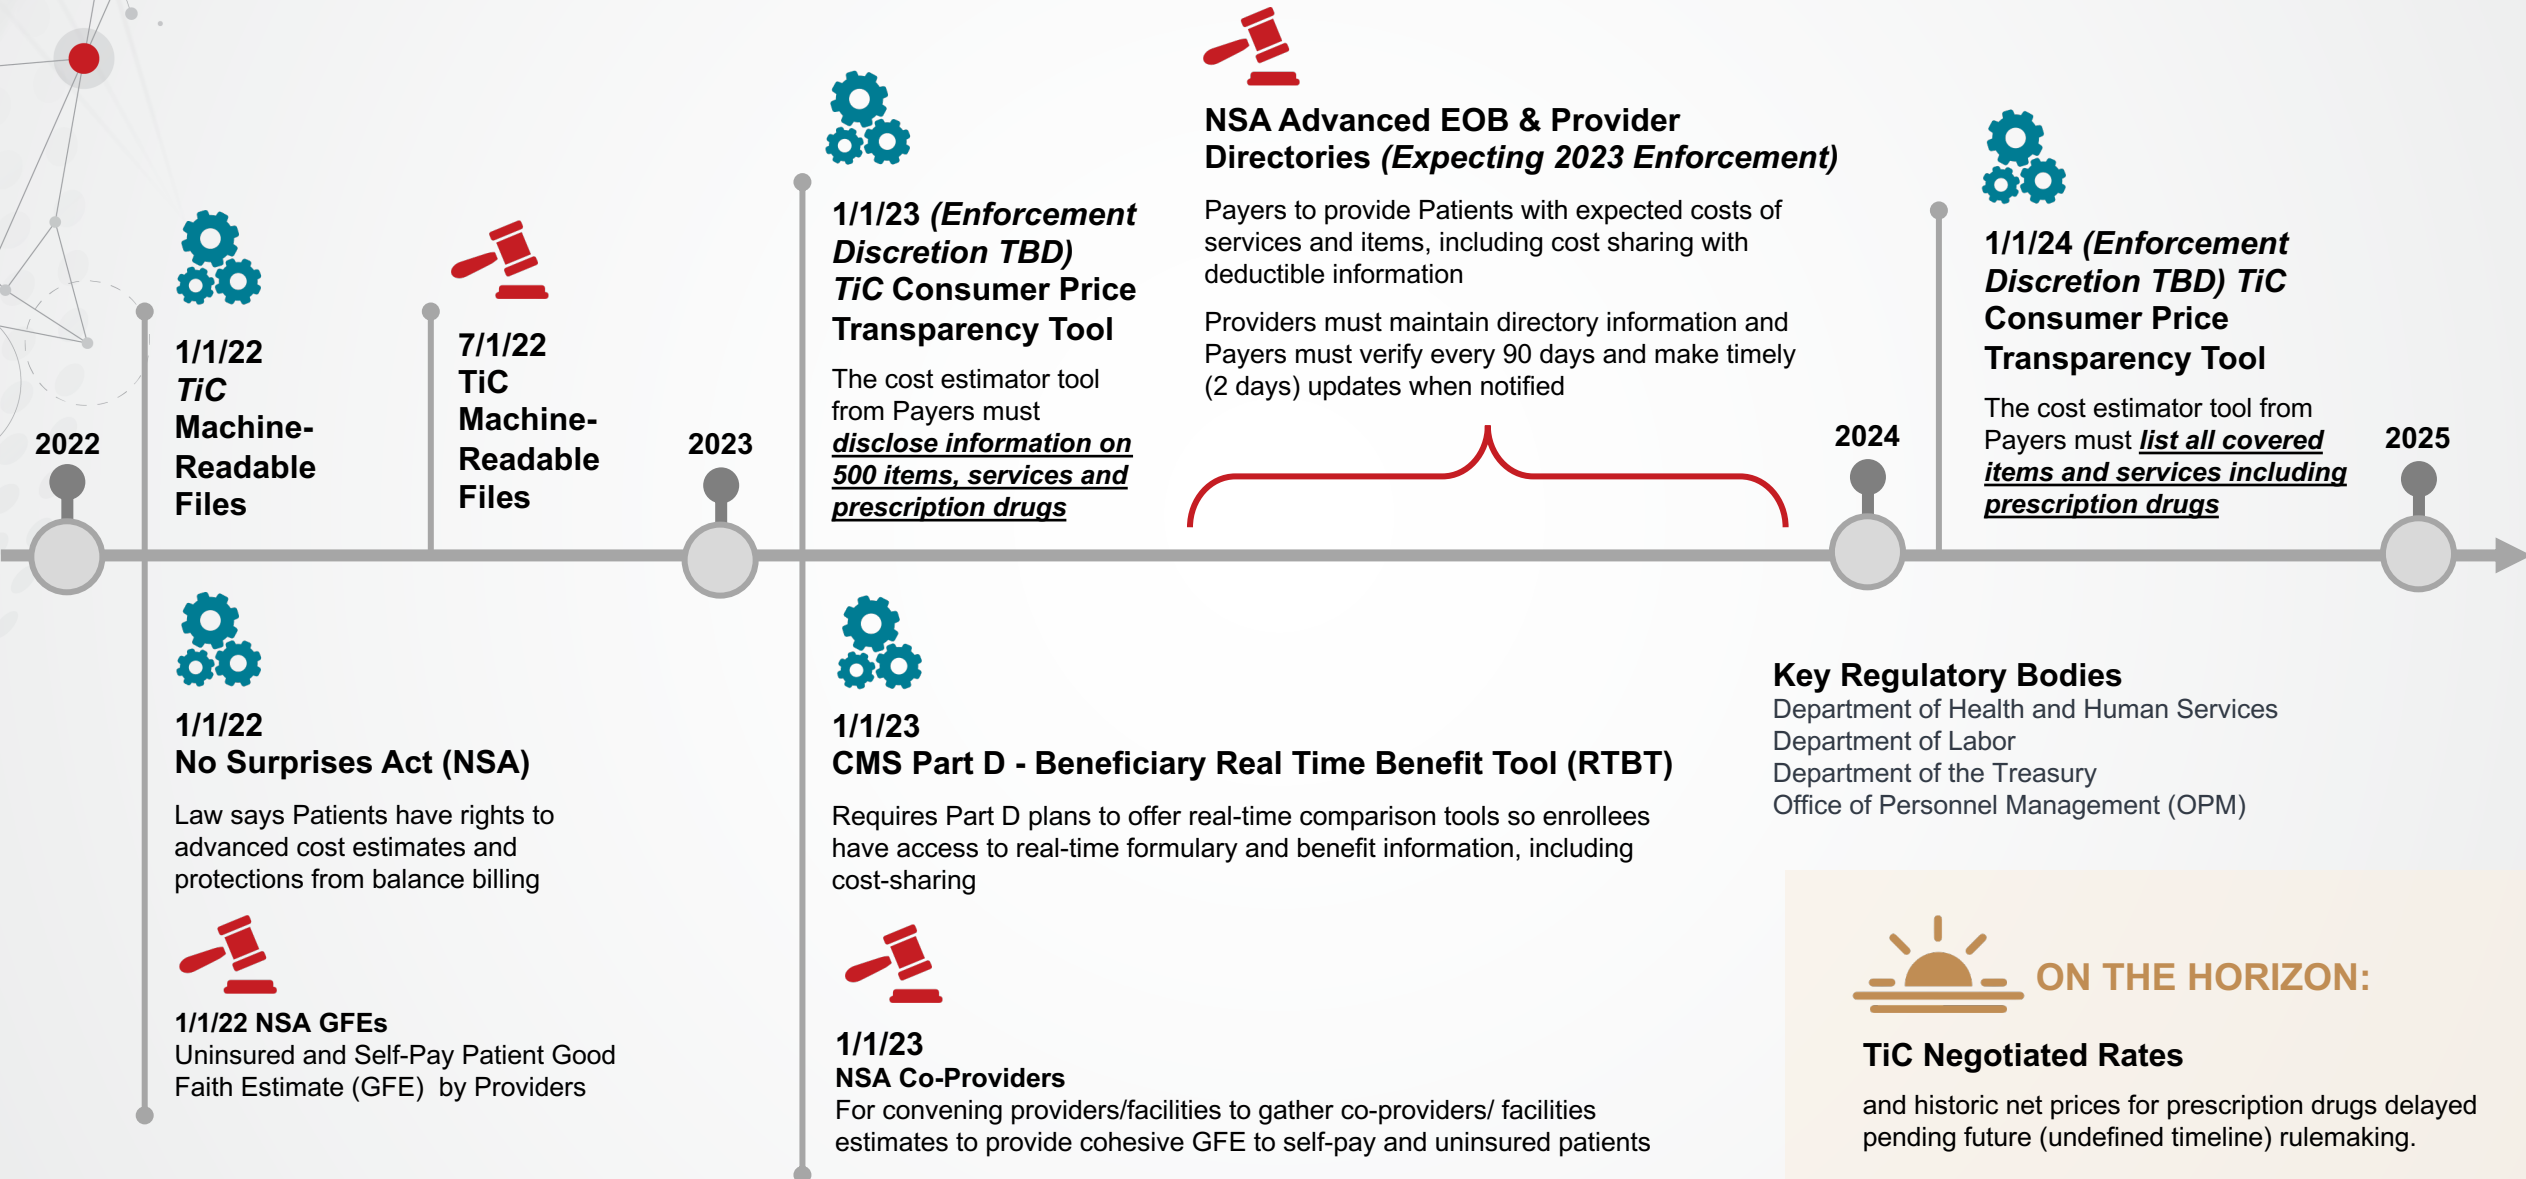 2022
1/1/22
TiC
Machine-
Readable
Files
7/1/22
TiC
Machine-
Readable
Files
2023
1/1/23 (Enforcement
Discretion TBD)
TiC Consumer Price
Transparency Tool
The cost estimator tool
from Payers must
disclose information on
500 items, services and
prescription drugs
NSA Advanced EOB & Provider
Directories (Expecting 2023 Enforcement)
Payers to provide Patients with expected costs of
services and items, including cost sharing with
deductible information
Providers must maintain directory information and
Payers must verify every 90 days and make timely
(2 days) updates when notified
2024
1/1/24 (Enforcement
Discretion TBD) TiC
Consumer Price
Transparency Tool
The cost estimator tool from
Payers must list all covered
items and services including
prescription drugs
2025
1/1/22
No Surprises Act (NSA)
Law says Patients have rights to
advanced cost estimates and
protections from balance billing
1/1/22 NSA GFEs
Uninsured and Self-Pay Patient Good
Faith Estimate (GFE) by Providers
1/1/23
CMS Part D - Beneficiary Real Time Benefit Tool (RTBT)
Requires Part D plans to offer real-time comparison tools so enrollees
have access to real-time formulary and benefit information, including
cost-sharing
1/1/23
NSA Co-Providers
For convening providers/facilities to gather co-providers/ facilities
estimates to provide cohesive GFE to self-pay and uninsured patients
Key Regulatory Bodies
Department of Health and Human Services
Department of Labor
Department of the Treasury
Office of Personnel Management (OPM)
ON THE HORIZON:
TiC Negotiated Rates
and historic net prices for prescription drugs delayed
pending future (undefined timeline) rulemaking.